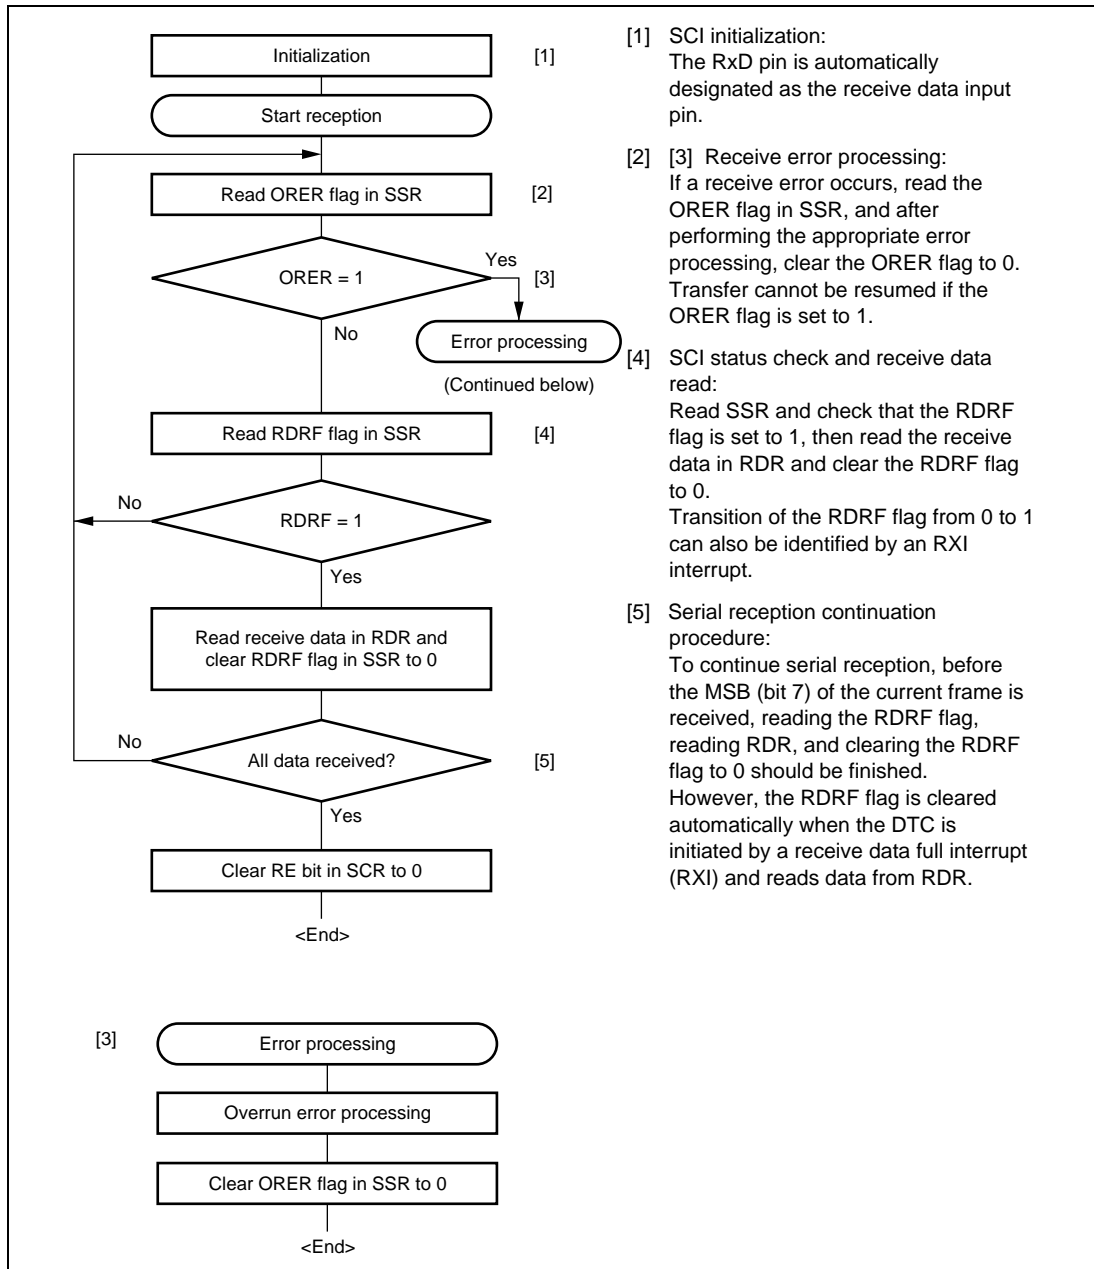 Initialization
[1]
Start reception
Read ORER flag in SSR
[2]
ORER = 1
Yes
[3]
No
Error processing
(Continued below)
Read RDRF flag in SSR
[4]
No
RDRF = 1
Yes
Read receive data in RDR and
clear RDRF flag in SSR to 0
No
All data received?
[5]
Yes
Clear RE bit in SCR to 0
<End>
[3]
Error processing
Overrun error processing
Clear ORER flag in SSR to 0
<End>
[1] SCI initialization:
The RxD pin is automatically
designated as the receive data input
pin.
[2] [3] Receive error processing:
If a receive error occurs, read the
ORER flag in SSR, and after
performing the appropriate error
processing, clear the ORER flag to 0.
Transfer cannot be resumed if the
ORER flag is set to 1.
[4] SCI status check and receive data
read:
Read SSR and check that the RDRF
flag is set to 1, then read the receive
data in RDR and clear the RDRF flag
to 0.
Transition of the RDRF flag from 0 to 1
can also be identified by an RXI
interrupt.
[5] Serial reception continuation
procedure:
To continue serial reception, before
the MSB (bit 7) of the current frame is
received, reading the RDRF flag,
reading RDR, and clearing the RDRF
flag to 0 should be finished.
However, the RDRF flag is cleared
automatically when the DTC is
initiated by a receive data full interrupt
(RXI) and reads data from RDR.